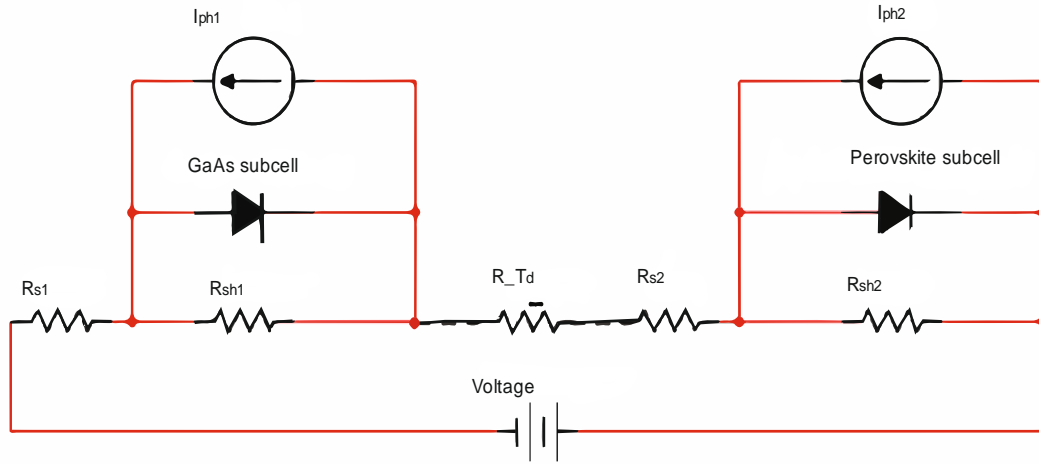 Iph1
Iph2
GaAs subcell
Perovskite subcell
Rs1
Rsh1
R_Td
Rs2
Rsh2
Voltage